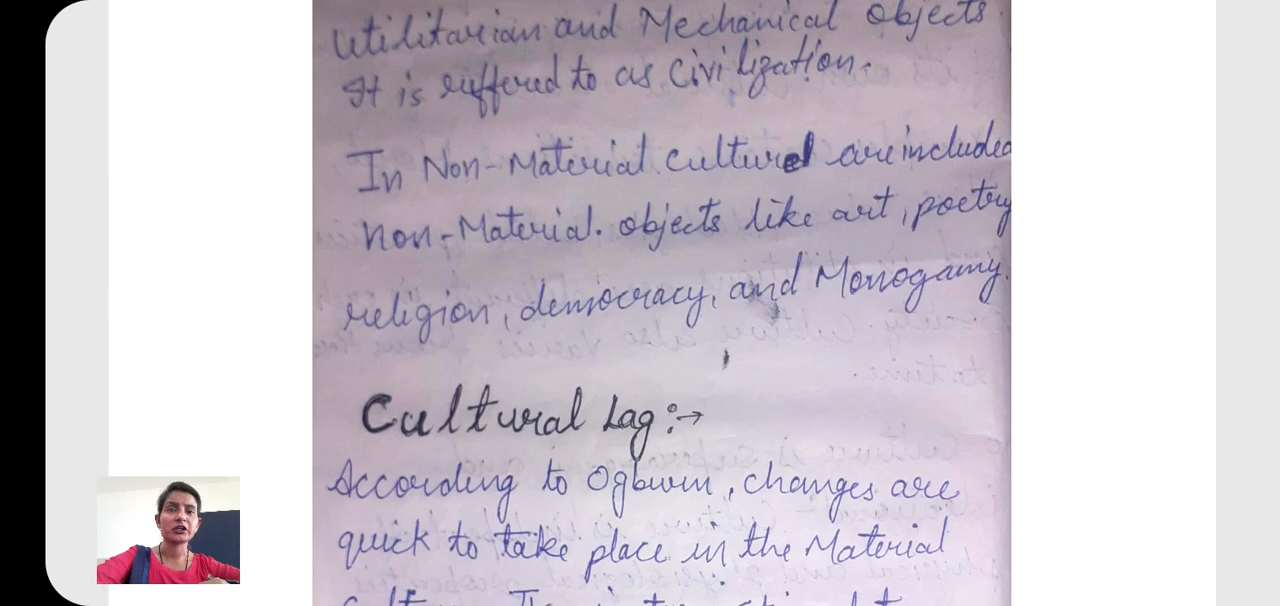 Utilitarian and Mechanical objects.
It is reffered to as Civilization.
In Non-Material culture are included
Non-Material. objects like art, poetry
religion, democracy, and Monogamy.
Cultural Lag:→
According to Ogburn, changes are
quick to take place in the Material